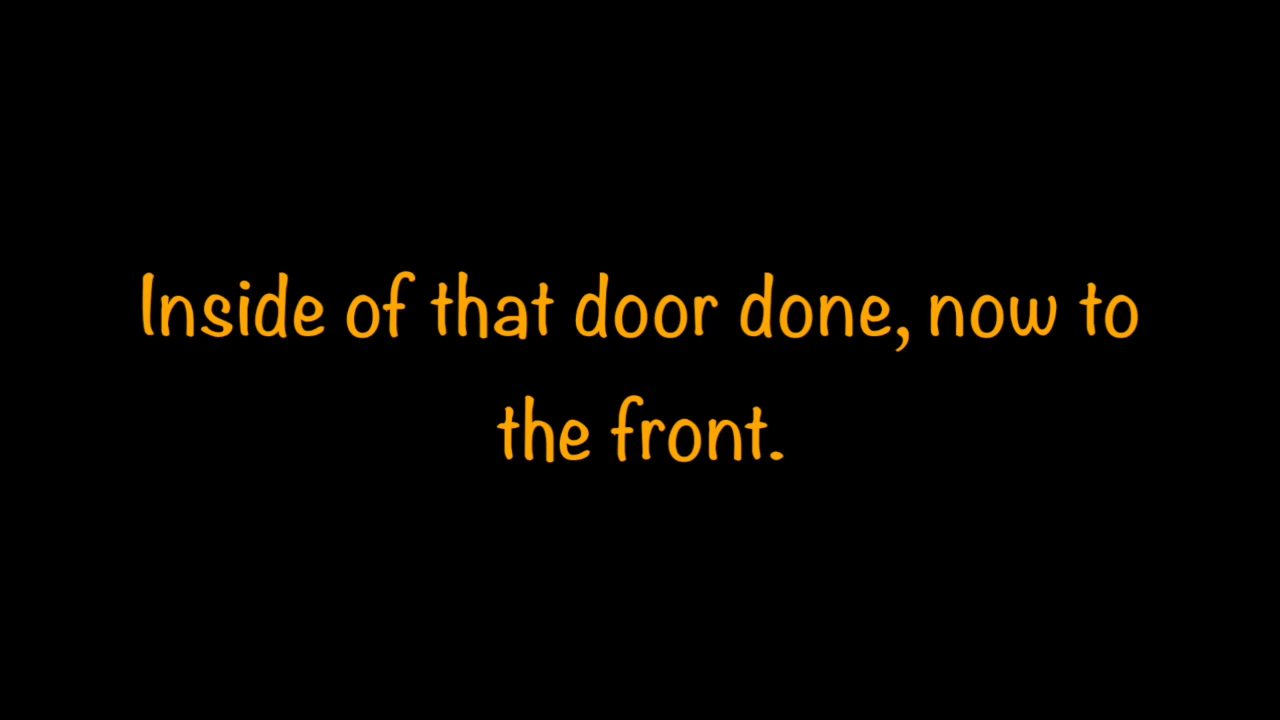 Inside of that door done, now to
the front.